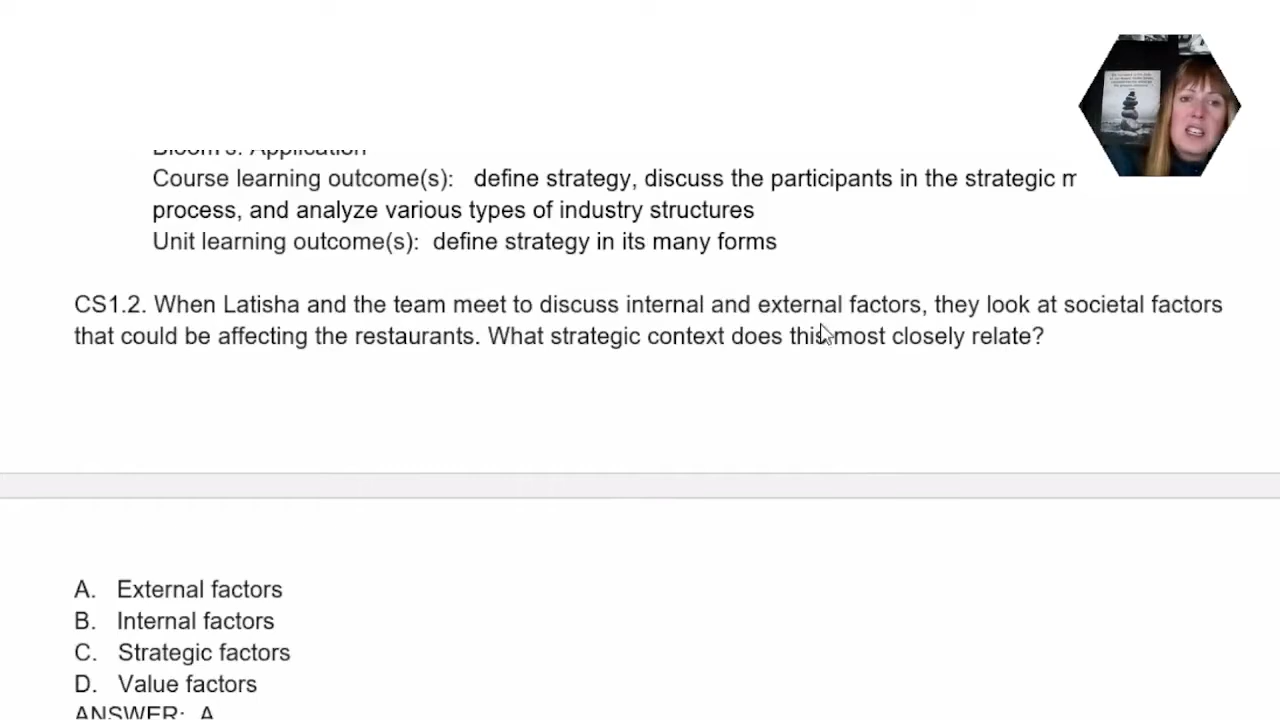 Bloom's: Application
Course learning outcome(s): define strategy, discuss the participants in the strategic m
process, and analyze various types of industry structures
Unit learning outcome(s): define strategy in its many forms
CS1.2. When Latisha and the team meet to discuss internal and external factors, they look at societal factors
that could be affecting the restaurants. What strategic context does this most closely relate?
A. External factors
B. Internal factors
C. Strategic factors
D. Value factors
ANSWER: A